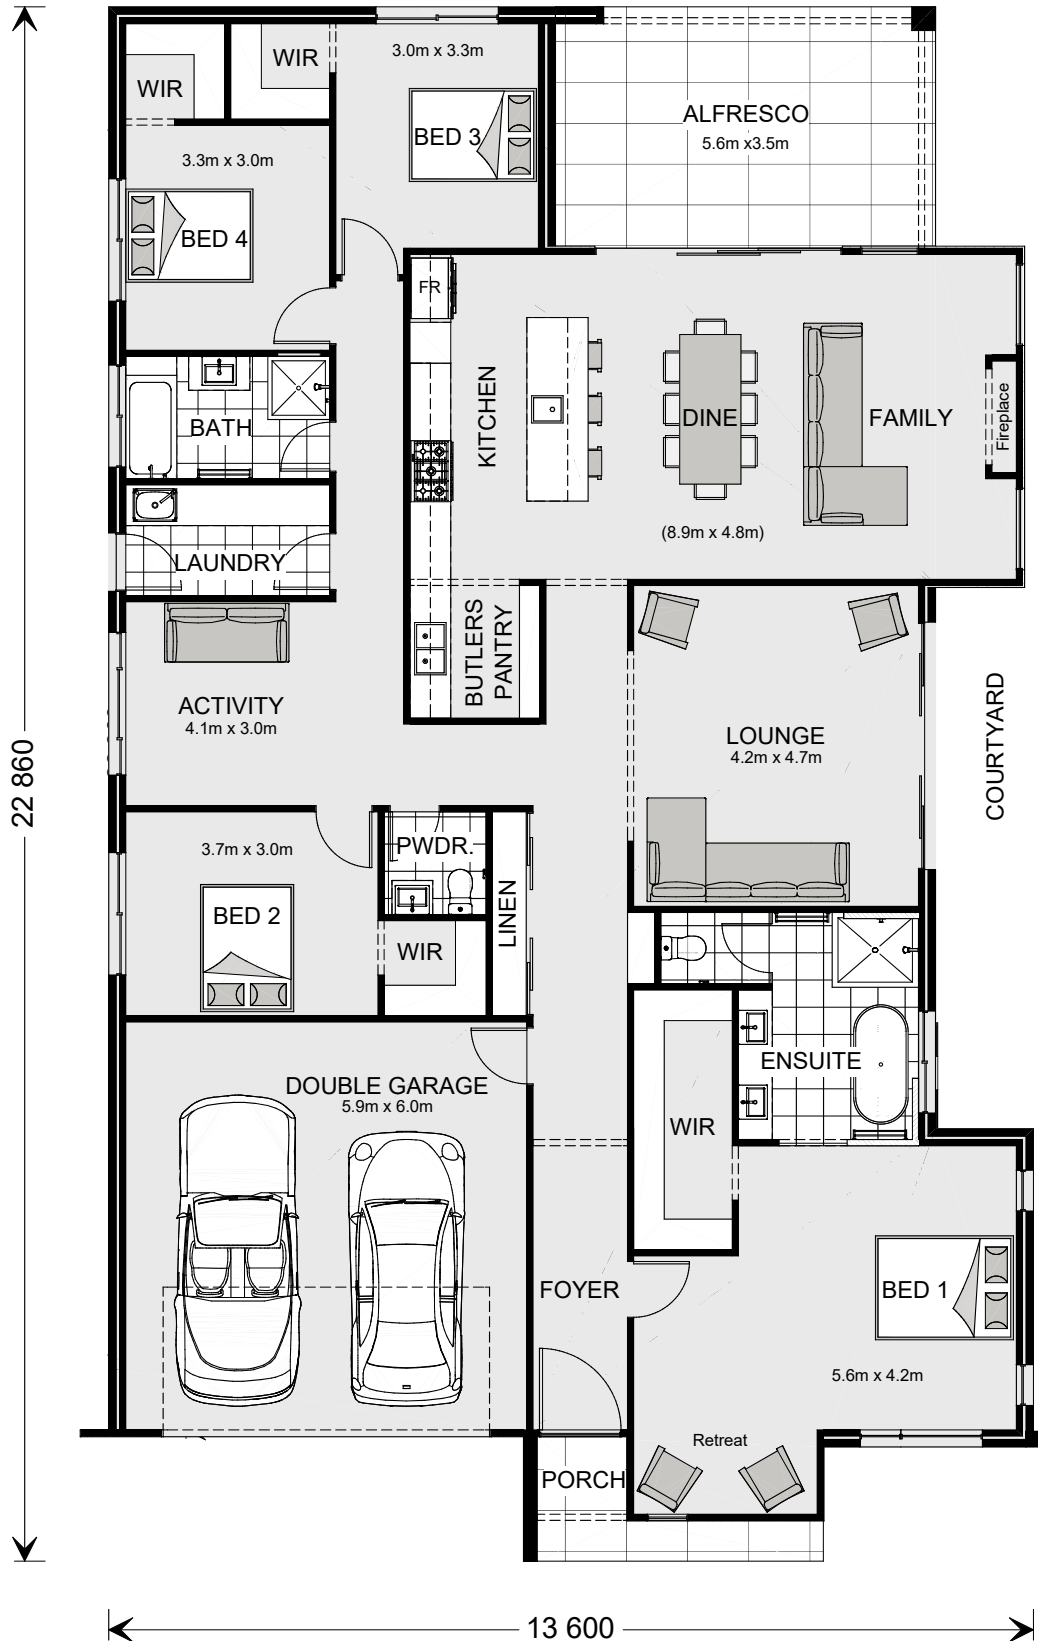 WIR
WIR
3.0m x 3.3m
BED 3
ALFRESCO
5.6m x3.5m
3.3m x 3.0m
BED 4
FR
KITCHEN
DINE
FAMILY
Fireplace
(8.9m x 4.8m)
BATH
LAUNDRY
BUTLERS
PANTRY
ACTIVITY
4.1m x 3.0m
LOUNGE
4.2m x 4.7m
COURTYARD
22 860
3.7m x 3.0m
BED 2
PWDR.
WIR
LINEN
ENSUITE
WIR
DOUBLE GARAGE
5.9m x 6.0m
FOYER
BED 1
5.6m x 4.2m
Retreat
PORCH
13 600